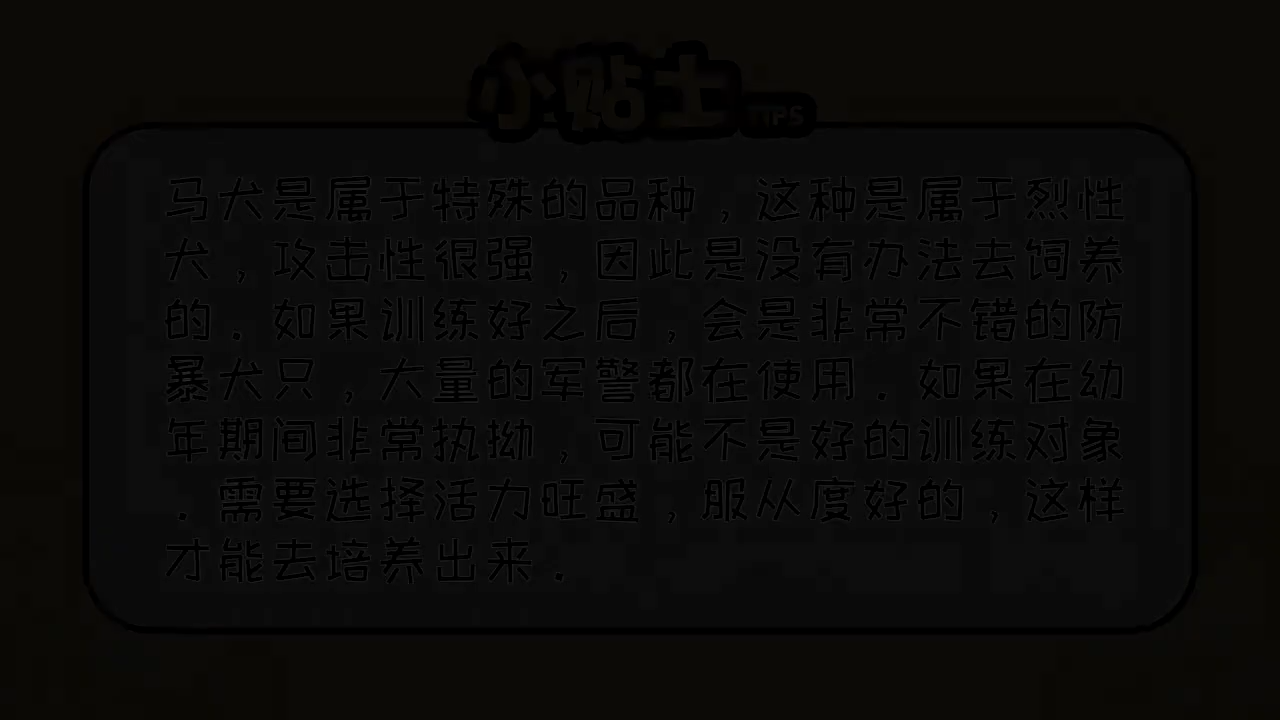 小贴士 TIPS
马犬是属于特殊的品种，这种是属于烈性
犬，攻击性很强，因此是没有办法去饲养
的．如果训练好之后，会是非常不错的防
暴犬只，大量的军警都在使用．如果在幼
年期间非常执拗，可能不是好的训练对象
．需要选择活力旺盛，服从度好的，这样
才能去培养出来．